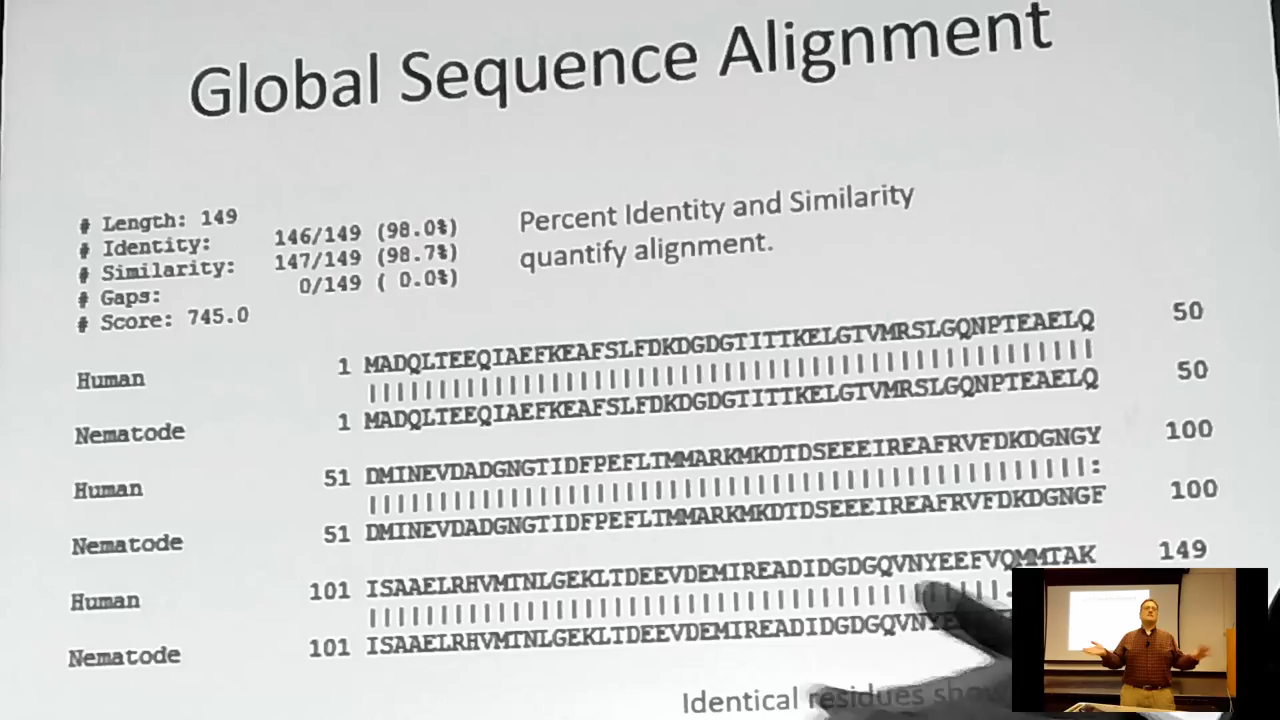 Global Sequence Alignment
# Length: 149
# Identity: 146/149 (98.0%)
# Similarity: 147/149 (98.7%)
# Gaps: 0/149 ( 0.0%)
# Score: 745.0
Percent Identity and Similarity
quantify alignment.
Human 1 MADQLTEEQIAEFKEAFSLFDKDGDGTITTKELGTVMRSLGQNPTEAELQ 50
||||||||||||||||||||||||||||||||||||||||||||||||||
Nematode 1 MADQLTEEQIAEFKEAFSLFDKDGDGTITTKELGTVMRSLGQNPTEAELQ 50
Human 51 DMINEVDADGNGTIDFPEFLTMMARKMKDTDSEEEIREAFRVFDKDGNGY 100
|||||||||||||||||||||||||||||||||||||||||||||||||:
Nematode 51 DMINEVDADGNGTIDFPEFLTMMARKMKDTDSEEEIREAFRVFDKDGNGF 100
Human 101 ISAAELRHVMTNLGEKLTDEEVDEMIREADIDGDGQVNYEEFVQMMTAK 149
||||||||||||||||||||||||||||||||||||||||||||.
Nematode 101 ISAAELRHVMTNLGEKLTDEEVDEMIREADIDGDGQVNYE
Identical residues